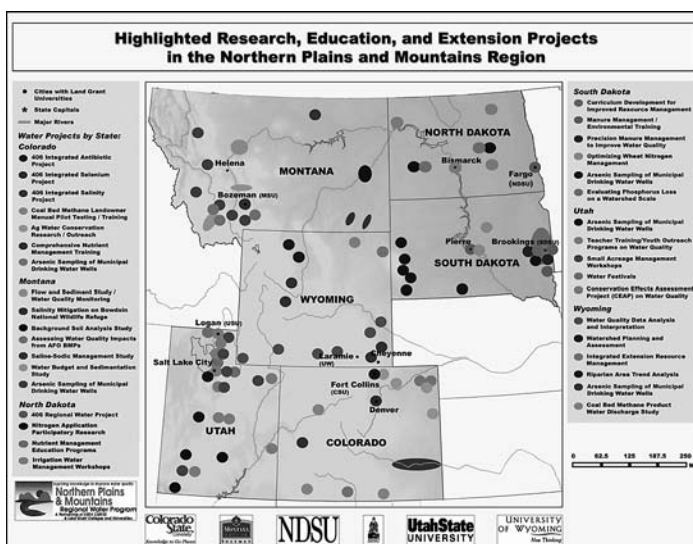 Highlighted Research, Education, and Extension Projects
in the Northern Plains and Mountains Region
Cities with Land Grant
Universities
State Capitals
Major Rivers
Water Projects by State:
Colorado
406 Integrated Antibiotic
Project
406 Integrated Selenium
Project
406 Integrated Salinity
Project
Coal Bed Methane Landowner
Manual Pilot Testing / Training
Ag Water Conservation
Research / Outreach
Comprehensive Nutrient
Management Training
Arsenic Sampling of Municipal
Drinking Water Wells
Montana
Flow and Sediment Study /
Water Quality Monitoring
Salinity Mitigation on Bowdoin
National Wildlife Refuge
Background Soil Analysis Study
Assessing Water Quality Impacts
from AFO BMPs
Saline-Sodic Management Study
Water Budget and Sedimentation
Study
Arsenic Sampling of Municipal
Drinking Water Wells
North Dakota
406 Regional Water Project
Nitrogen Application
Participatory Research
Nutrient Management
Education Programs
Irrigation Water
Management Workshops
Northern Plains
& Mountains
Regional Water Program
MONTANA
Helena
Bozeman (MSU)
NORTH DAKOTA
Bismarck
Fargo
(NDSU)
Pierre
Brookings
SOUTH DAKOTA
WYOMING
Logan (USU)
Salt Lake City
Laramie
(UW)
Cheyenne
Fort Collins
(CSU)
Denver
UTAH
COLORADO
South Dakota
Curriculum Development for
Improved Resource Management
Manure Management /
Environmental Training
Precision Manure Management
to Improve Water Quality
Optimizing Wheat Nitrogen
Management
Arsenic Sampling of Municipal
Drinking Water Wells
Evaluating Phosphorus Loss
on a Watershed Scale
Utah
Arsenic Sampling of Municipal
Drinking Water Wells
Teacher Training/Youth Outreach
Programs on Water Quality
Small Acreage Management
Workshops
Water Festivals
Conservation Effects Assessment
Project (CEAP) on Water Quality
Wyoming
Water Quality Data Analysis
and Interpretation
Watershed Planning and
Assessment
Integrated Extension Resource
Management
Riparian Area Trend Analysis
Arsenic Sampling of Municipal
Drinking Water Wells
Coal Bed Methane Product
Water Discharge Study
0 62.5 125 187.5 250
Colorado
State
University
Knowledge to Go Places
MONTANA
NDSU
UtahState
UNIVERSITY
UNIVERSITY
OF WYOMING
New Thinking